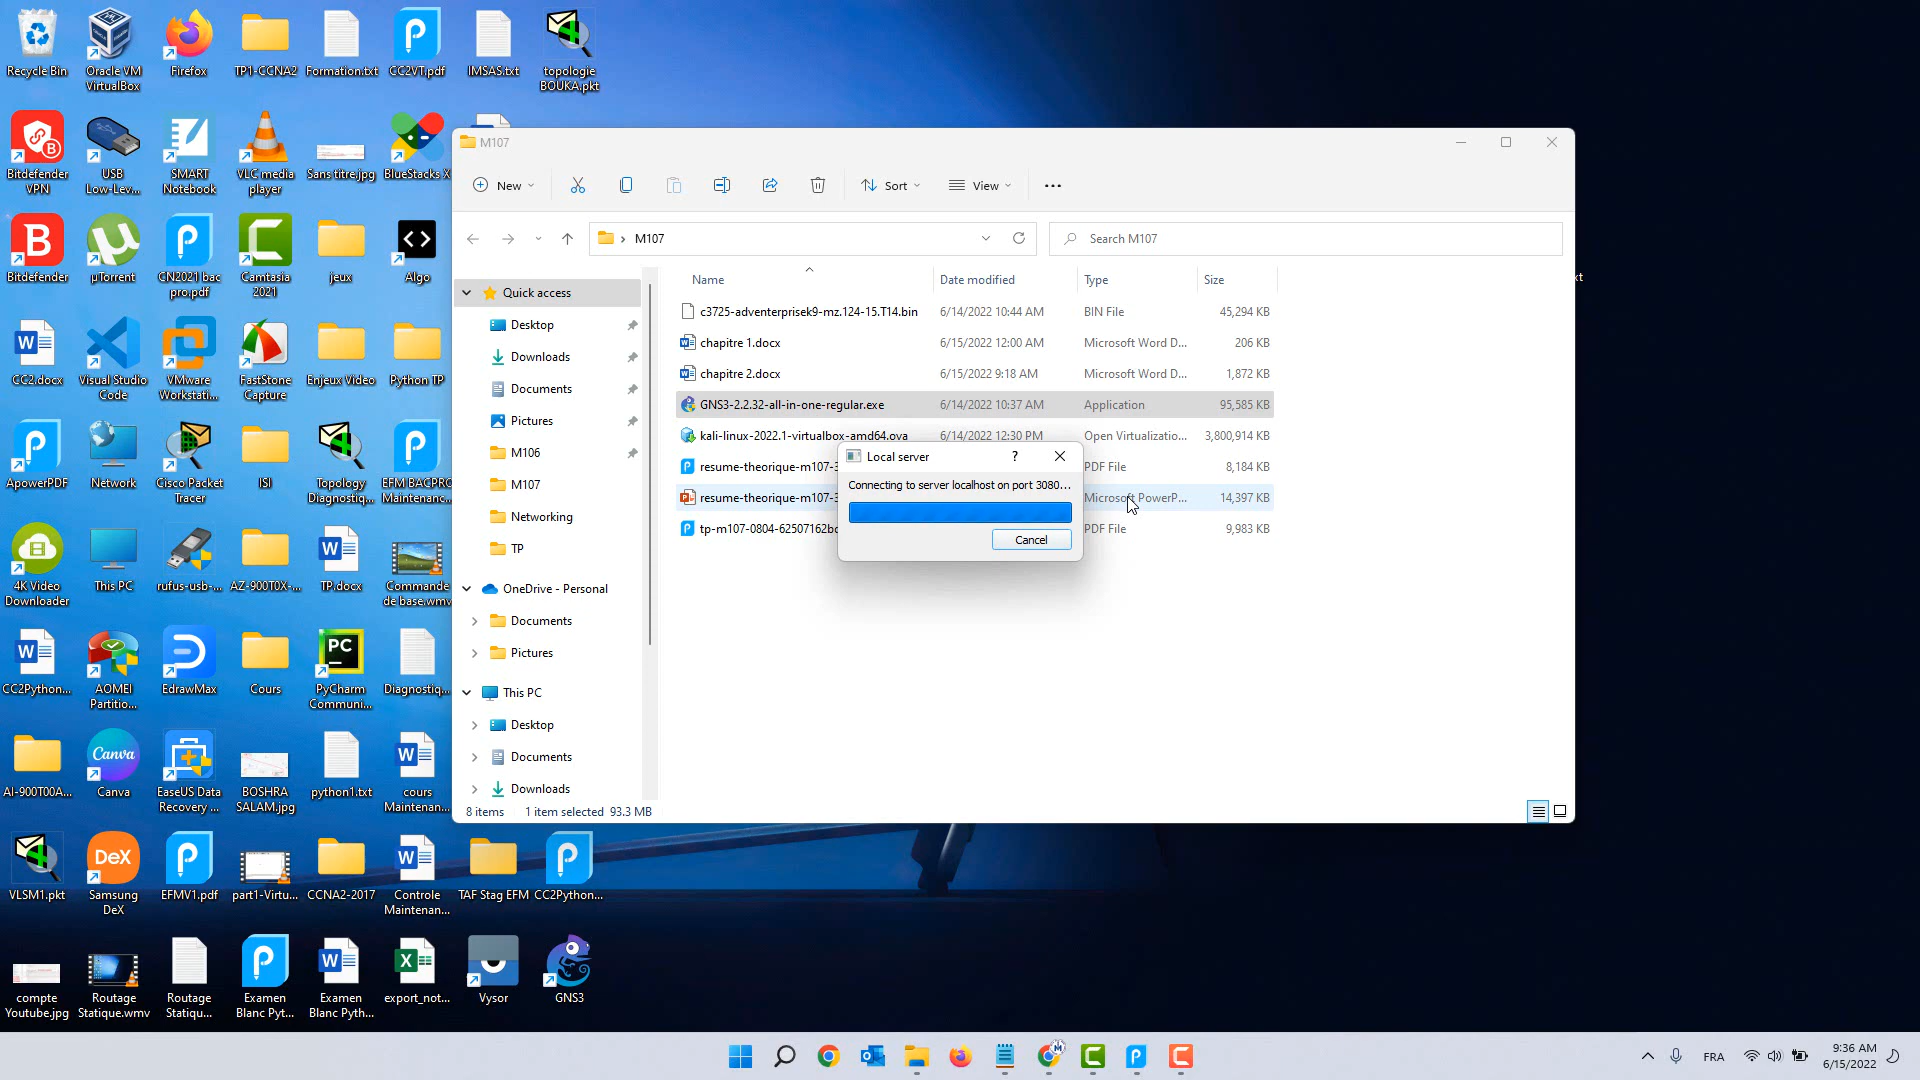 Recycle Bin
Oracle VM
VirtualBox
Firefox
TP1-CCNA2
Formation.txt
CC2VT.pdf
IMSAS.txt
topologie
BOUKA.pkt
Bitdefender
VPN
USB
Low-Lev...
SMART
Notebook
VLC media
player
Sans titre.jpg
BlueStacks X
Bitdefender
µTorrent
CN2021 bac
pro.pdf
Camtasia
2021
jeux
Algo
CC2.docx
Visual Studio
Code
VMware
Workstati...
FastStone
Capture
Enjeux Video
Python TP
ApowerPDF
Network
Cisco Packet
Tracer
ISI
Topology
Diagnostiq...
EFM BACPRO
Maintenanc...
4K Video
Downloader
This PC
rufus-usb-...
AZ-900T0X-...
TP.docx
Commande
de base.wmv
CC2Python...
AOMEI
Partitio...
EdrawMax
Cours
PyCharm
Communi...
Diagnostiq...
AI-900T00A...
Canva
EaseUS Data
Recovery ...
BOSHRA
SALAM.jpg
python1.txt
cours
Maintenan...
VLSM1.pkt
Samsung
DeX
EFMV1.pdf
part1-Virtu...
CCNA2-2017
Controle
Maintenan...
TAF Stag EFM
CC2Python...
compte
Youtube.jpg
Routage
Statique.wmv
Routage
Statiqu...
Examen
Blanc Pyt...
Examen
Blanc Pyth...
export_not...
Vysor
GNS3
M107
New
Sort
View
M107
Search M107
Name Date modified Type Size
c3725-adventerprisek9-mz.124-15.T14.bin 6/14/2022 10:44 AM BIN File 45,294 KB
chapitre 1.docx 6/15/2022 12:00 AM Microsoft Word D... 206 KB
chapitre 2.docx 6/15/2022 9:18 AM Microsoft Word D... 1,872 KB
GNS3-2.2.32-all-in-one-regular.exe 6/14/2022 10:37 AM Application 95,585 KB
kali-linux-2022.1-virtualbox-amd64.ova 6/14/2022 12:30 PM Open Virtualizatio... 3,800,914 KB
resume-theorique-m107-3 PDF File 8,184 KB
resume-theorique-m107-3 Microsoft PowerP... 14,397 KB
tp-m107-0804-62507162bc PDF File 9,983 KB
Quick access
Desktop
Downloads
Documents
Pictures
M106
M107
Networking
TP
OneDrive - Personal
Documents
Pictures
This PC
Desktop
Documents
Downloads
8 items 1 item selected 93.3 MB
Local server ?
Connecting to server localhost on port 3080...
Cancel
xt
FRA
9:36 AM
6/15/2022